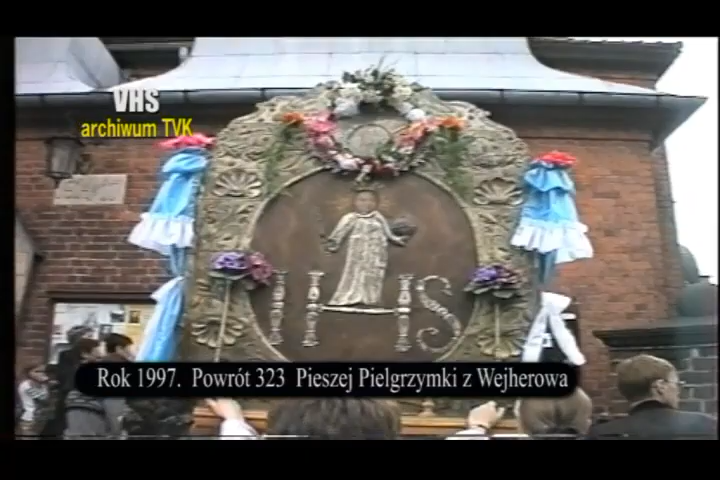 VHS
archiwum TVK
IHS
Rok 1997.  Powrót 323  Pieszej Pielgrzymki z Wejherowa